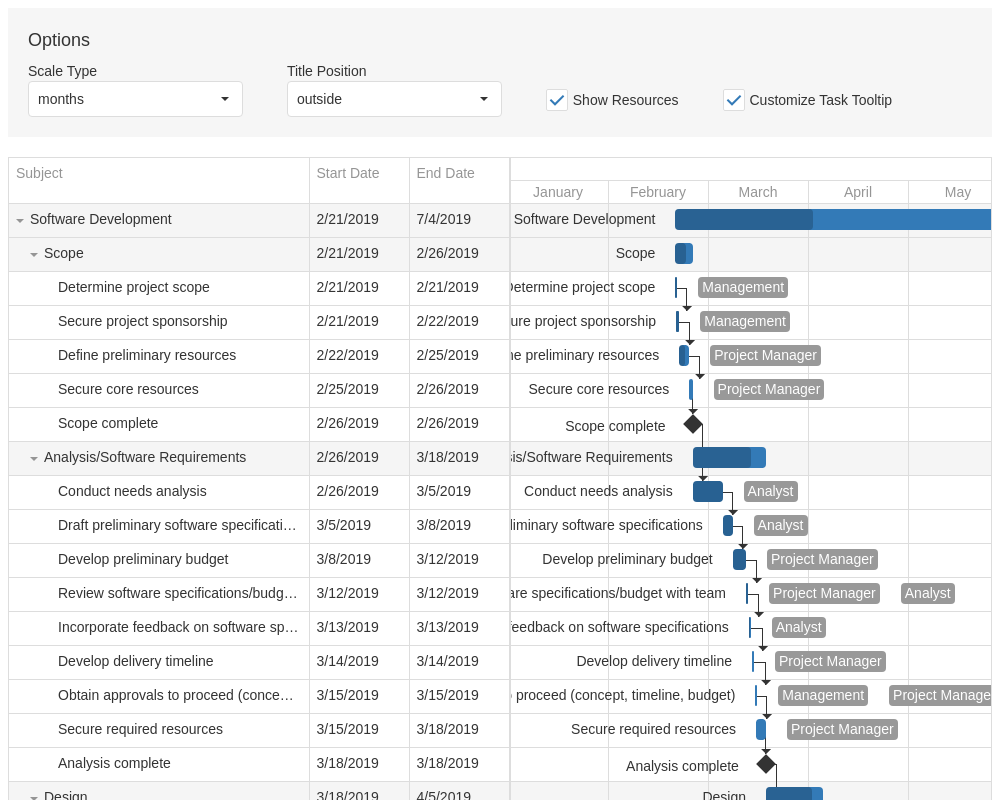 Options
Scale Type
Title Position
months
outside
Show Resources
Customize Task Tooltip
Subject
Start Date
End Date
January
February
March
April
May
Software Development 2/21/2019 7/4/2019 Software Development
Scope 2/21/2019 2/26/2019 Scope
Determine project scope 2/21/2019 2/21/2019 Determine project scope Management
Secure project sponsorship 2/21/2019 2/22/2019 ure project sponsorship Management
Define preliminary resources 2/22/2019 2/25/2019 ne preliminary resources Project Manager
Secure core resources 2/25/2019 2/26/2019 Secure core resources Project Manager
Scope complete 2/26/2019 2/26/2019 Scope complete
Analysis/Software Requirements 2/26/2019 3/18/2019 sis/Software Requirements
Conduct needs analysis 2/26/2019 3/5/2019 Conduct needs analysis Analyst
Draft preliminary software specificati… 3/5/2019 3/8/2019 liminary software specifications Analyst
Develop preliminary budget 3/8/2019 3/12/2019 Develop preliminary budget Project Manager
Review software specifications/budg… 3/12/2019 3/12/2019 are specifications/budget with team Project Manager Analyst
Incorporate feedback on software sp… 3/13/2019 3/13/2019 feedback on software specifications Analyst
Develop delivery timeline 3/14/2019 3/14/2019 Develop delivery timeline Project Manager
Obtain approvals to proceed (conce… 3/15/2019 3/15/2019 proceed (concept, timeline, budget) Management Project Manage
Secure required resources 3/15/2019 3/18/2019 Secure required resources Project Manager
Analysis complete 3/18/2019 3/18/2019 Analysis complete
Design 3/18/2019 4/5/2019 Design